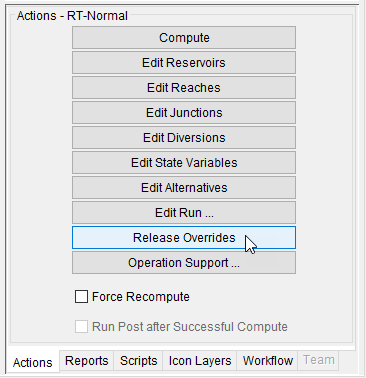 Actions - RT-Normal
Compute
Edit Reservoirs
Edit Reaches
Edit Junctions
Edit Diversions
Edit State Variables
Edit Alternatives
Edit Run ...
Release Overrides
Operation Support ...
Force Recompute
Run Post after Successful Compute
Actions Reports Scripts Icon Layers Workflow Team